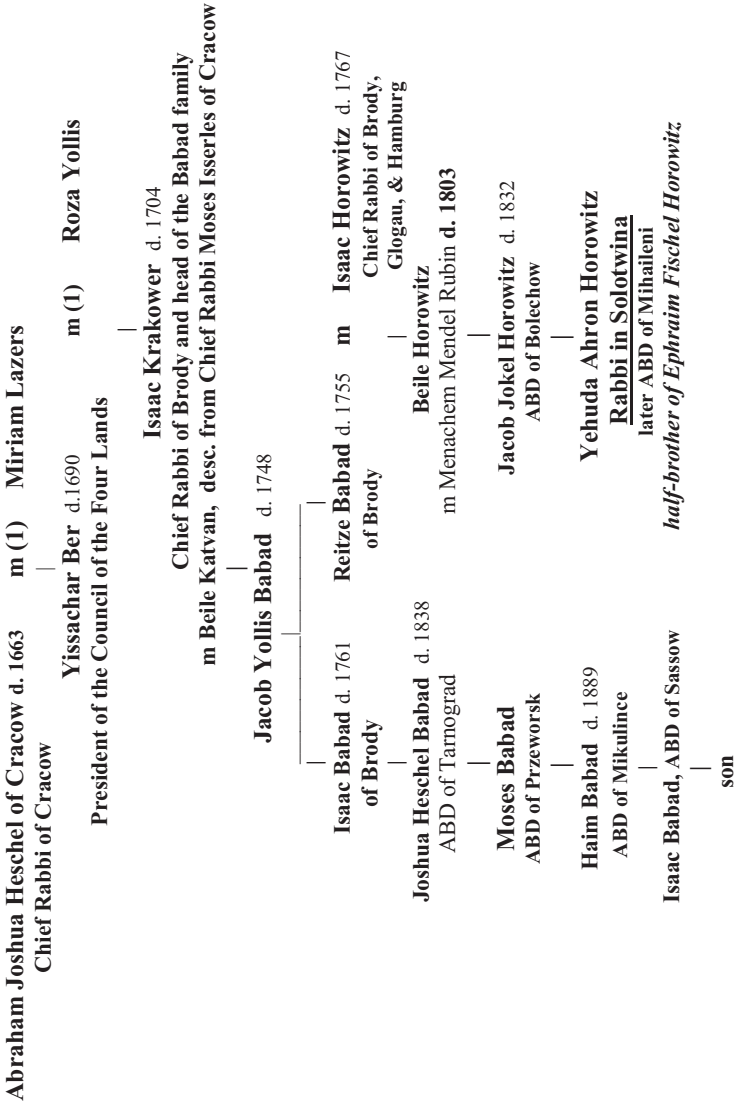 Abraham Joshua Heschel of Cracow d. 1663 m (1) Miriam Lazers
Chief Rabbi of Cracow
Yissachar Ber d.1690 m (1) Roza Yollis
President of the Council of the Four Lands
Isaac Krakower d. 1704
Chief Rabbi of Brody and head of the Babad family
m Beile Katvan, desc. from Chief Rabbi Moses Isserles of Cracow
Jacob Yollis Babad d. 1748
Isaac Babad d. 1761 Reitze Babad d. 1755 m Isaac Horowitz d. 1767
of Brody of Brody Chief Rabbi of Brody,
Glogau, & Hamburg
Joshua Heschel Babad d. 1838 Beile Horowitz
ABD of Tarnograd m Menachem Mendel Rubin d. 1803
Moses Babad Jacob Jokel Horowitz d. 1832
ABD of Przeworsk ABD of Bolechow
Haim Babad d. 1889 Yehuda Ahron Horowitz
ABD of Mikulince Rabbi in Solotwina
later ABD of Mihaileni
Isaac Babad, ABD of Sassow half-brother of Ephraim Fischel Horowitz
son